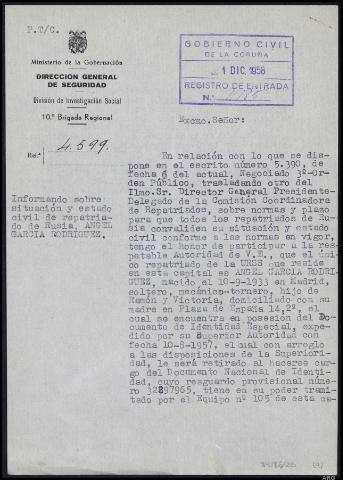 P.T/C.
Ministerio de la Gobernación
DIRECCION GENERAL
DE SEGURIDAD
División de Investigación Social
10.ª Brigada Regional
Ref.ª 4.599.
GOBIERNO CIVIL
DE LA CORUÑA
1 DIC. 1958
REGISTRO DE ENTRADA
N.º
Informando sobre
situación y estado
civil de repatria-
do de Rusia, ANGEL
GARCIA RODRIGUEZ.
Excmo. Señor:
En relación con lo que se dis-
pone en el escrito número 5.390, de
fecha 6 del actual, Negociado 3º-Or-
den Público, trasladando otro del
Ilmo. Sr. Director General Presidente-
Delegado de la Comisión Coordinadora
de Repatriados, sobre normas y plazo
para que todos los repatriados de Ru-
sia convaliden su situación y estado
civil conforme a las normas en vigor,
tengo el honor de participar a la res
petable Autoridad de V.E., que el úni-
co repatriado de la URSS que reside
en esta capital es ANGEL GARCIA RODRI
GUEZ, nacido el 10-9-1933 en Madrid,
soltero, mecánico-tornero, hijo de
Ramón y Victoria, domiciliado con su
madre en Plaza de España 14,2º, el
cual se encuentra en posesión del Do-
cumento de Identidad Especial, expe-
dido por su Superior Autoridad con
fecha 10-8-1957, el cual con arreglo
a las disposiciones de la Superiori-
dad, le será retirado al hacerse car-
go del Documento Nacional de Identi-
dad, cuyo resguardo provisional núme-
ro 32297965, tiene en su poder trami-
tado por el Equipo nº 105 de esta ca-